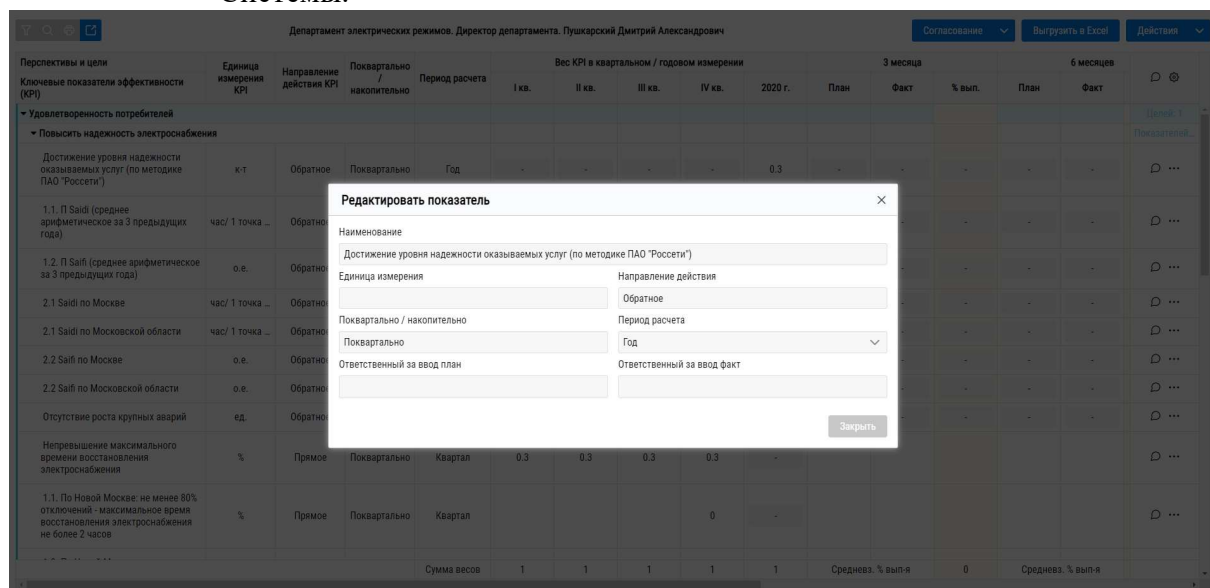 Системы.
Департамент электрических режимов. Директор департамента. Пушкарский Дмитрий Александрович
Согласование
Выгрузить в Excel
Действия
Перспективы и цели
Ключевые показатели эффективности (KPI)
Единица измерения KPI
Направление действия KPI
Поквартально / накопительно
Период расчета
Вес KPI в квартальном / годовом измерении
I кв. II кв. III кв. IV кв. 2020 г.
3 месяца
План Факт % вып.
6 месяцев
План Факт
Удовлетворенность потребителей
Целей: 1
Повысить надежность электроснабжения
Показателей...
Достижение уровня надежности
оказываемых услуг (по методике
ПАО "Россети")
к-т Обратное Поквартально Год - - - - 0.3 - - - -
1.1. П Saidi (среднее
арифметическое за 3 предыдущих
года)
час/ 1 точка ...
1.2. П Saifi (среднее арифметическое
за 3 предыдущих года)
о.е.
2.1 Saidi по Москве час/ 1 точка ...
2.1 Saidi по Московской области час/ 1 точка ...
2.2 Saifi по Москве о.е.
2.2 Saifi по Московской области о.е.
Отсутствие роста крупных аварий ед.
Непревышение максимального
времени восстановления
электроснабжения
% Прямое Поквартально Квартал 0.3 0.3 0.3 0.3 -
1.1. По Новой Москве: не менее 80%
отключений - максимальное время
восстановления электроснабжения
не более 2 часов
% Прямое Поквартально Квартал 0 -
Сумма весов 1 1 1 1 1 Средневз. % вып-я 0 Средневз. % вып-я
Редактировать показатель
Наименование
Достижение уровня надежности оказываемых услуг (по методике ПАО "Россети")
Единица измерения Направление действия
Обратное
Поквартально / накопительно Период расчета
Поквартально Год
Ответственный за ввод план Ответственный за ввод факт
Закрыть